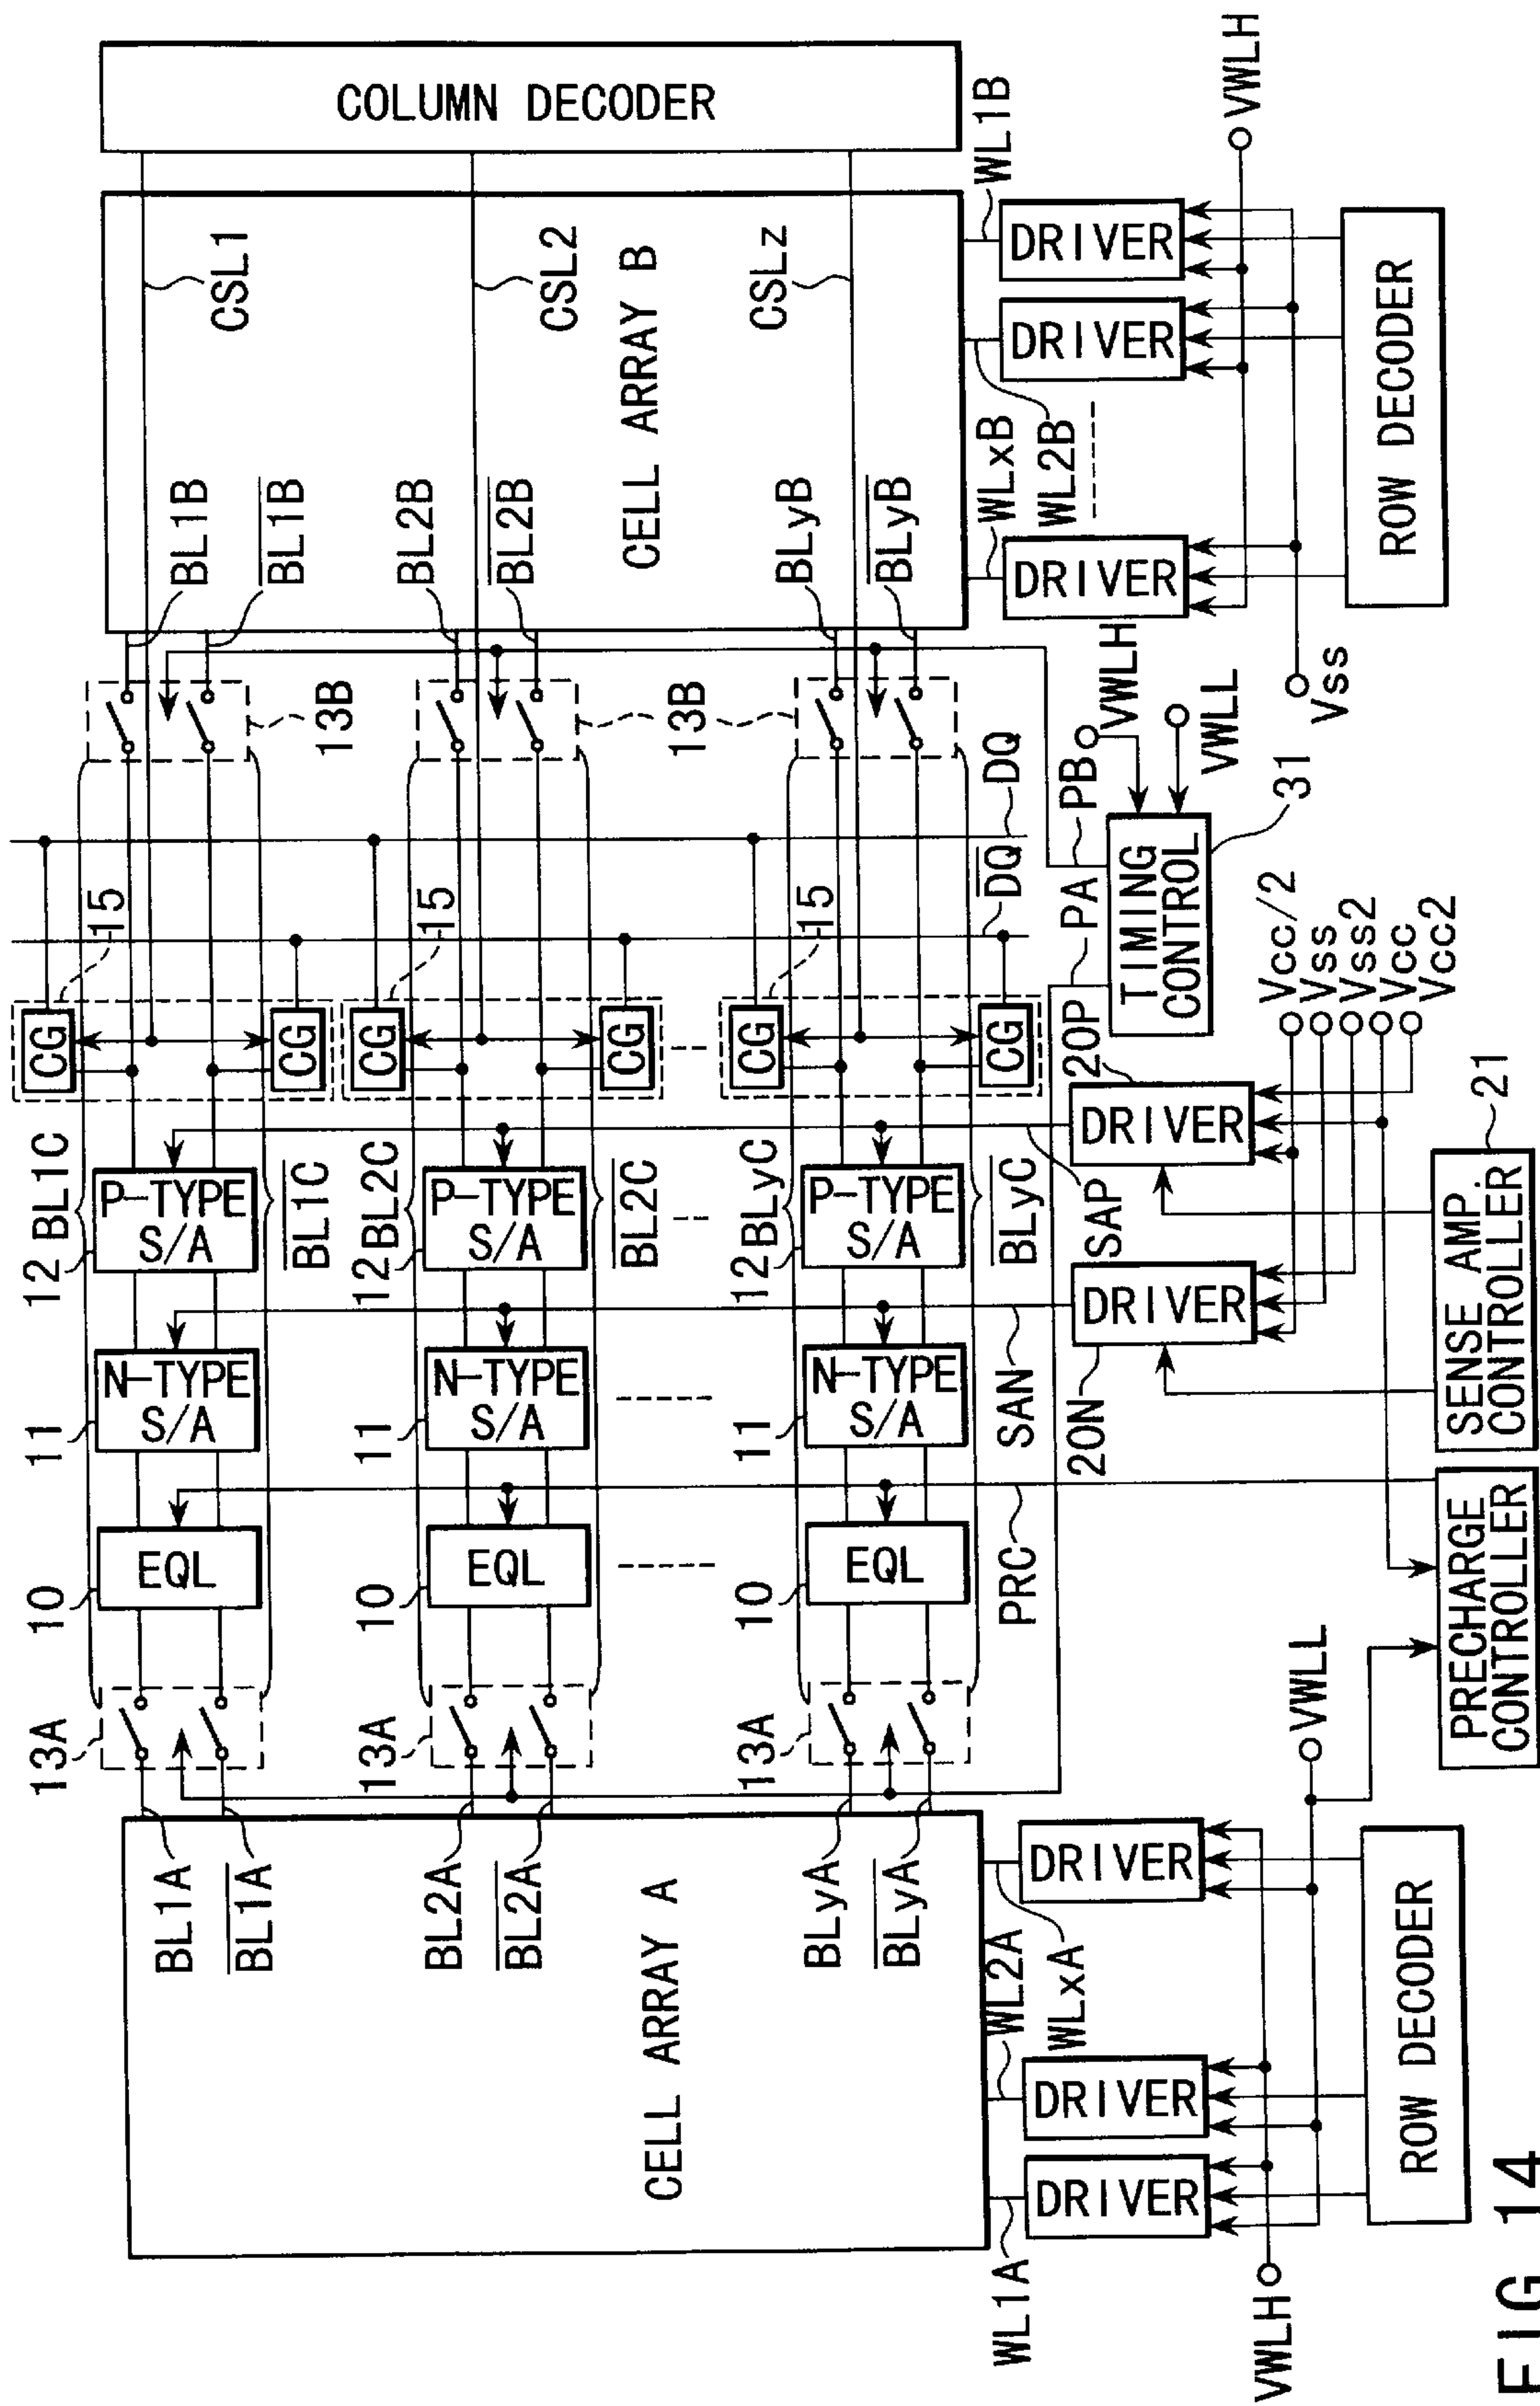 COLUMN DECODER
CSL1
CSL2
CSLz
CELL ARRAY B
BL1B
BL1B
BL2B
BL2B
BLyB
BLyB
WL1B
WLxB
WL2B
DRIVER
DRIVER
DRIVER
VWLH
Vss
ROW DECODER
13B
13B
DQ
DQ
15
15
15
CG
CG
CG
CG
CG
CG
PB
PA
VWLH
VWLL
TIMING
CONTROL
31
BL1C
BL1C
BL2C
BL2C
BLyC
BLyC
12
P-TYPE
S/A
12
P-TYPE
S/A
12
P-TYPE
S/A
11
N-TYPE
S/A
11
N-TYPE
S/A
11
N-TYPE
S/A
10
EQL
10
EQL
10
EQL
SAP
SAN
PRC
20P
DRIVER
20N
DRIVER
Vcc/2
Vss
Vss2
Vcc
Vcc2
21
SENSE AMP.
CONTROLLER
PRECHARGE
CONTROLLER
13A
13A
13A
BL1A
BL1A
BL2A
BL2A
BLyA
BLyA
CELL ARRAY A
WL1A
WL2A
WLxA
DRIVER
DRIVER
DRIVER
VWLL
VWLH
ROW DECODER
FIG. 14